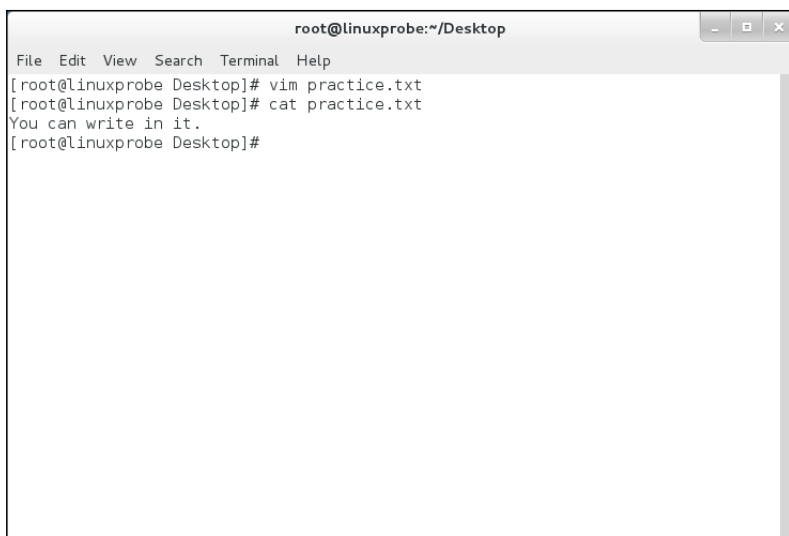 root@linuxprobe:~/Desktop
File Edit View Search Terminal Help
[root@linuxprobe Desktop]# vim practice.txt
[root@linuxprobe Desktop]# cat practice.txt
You can write in it.
[root@linuxprobe Desktop]#